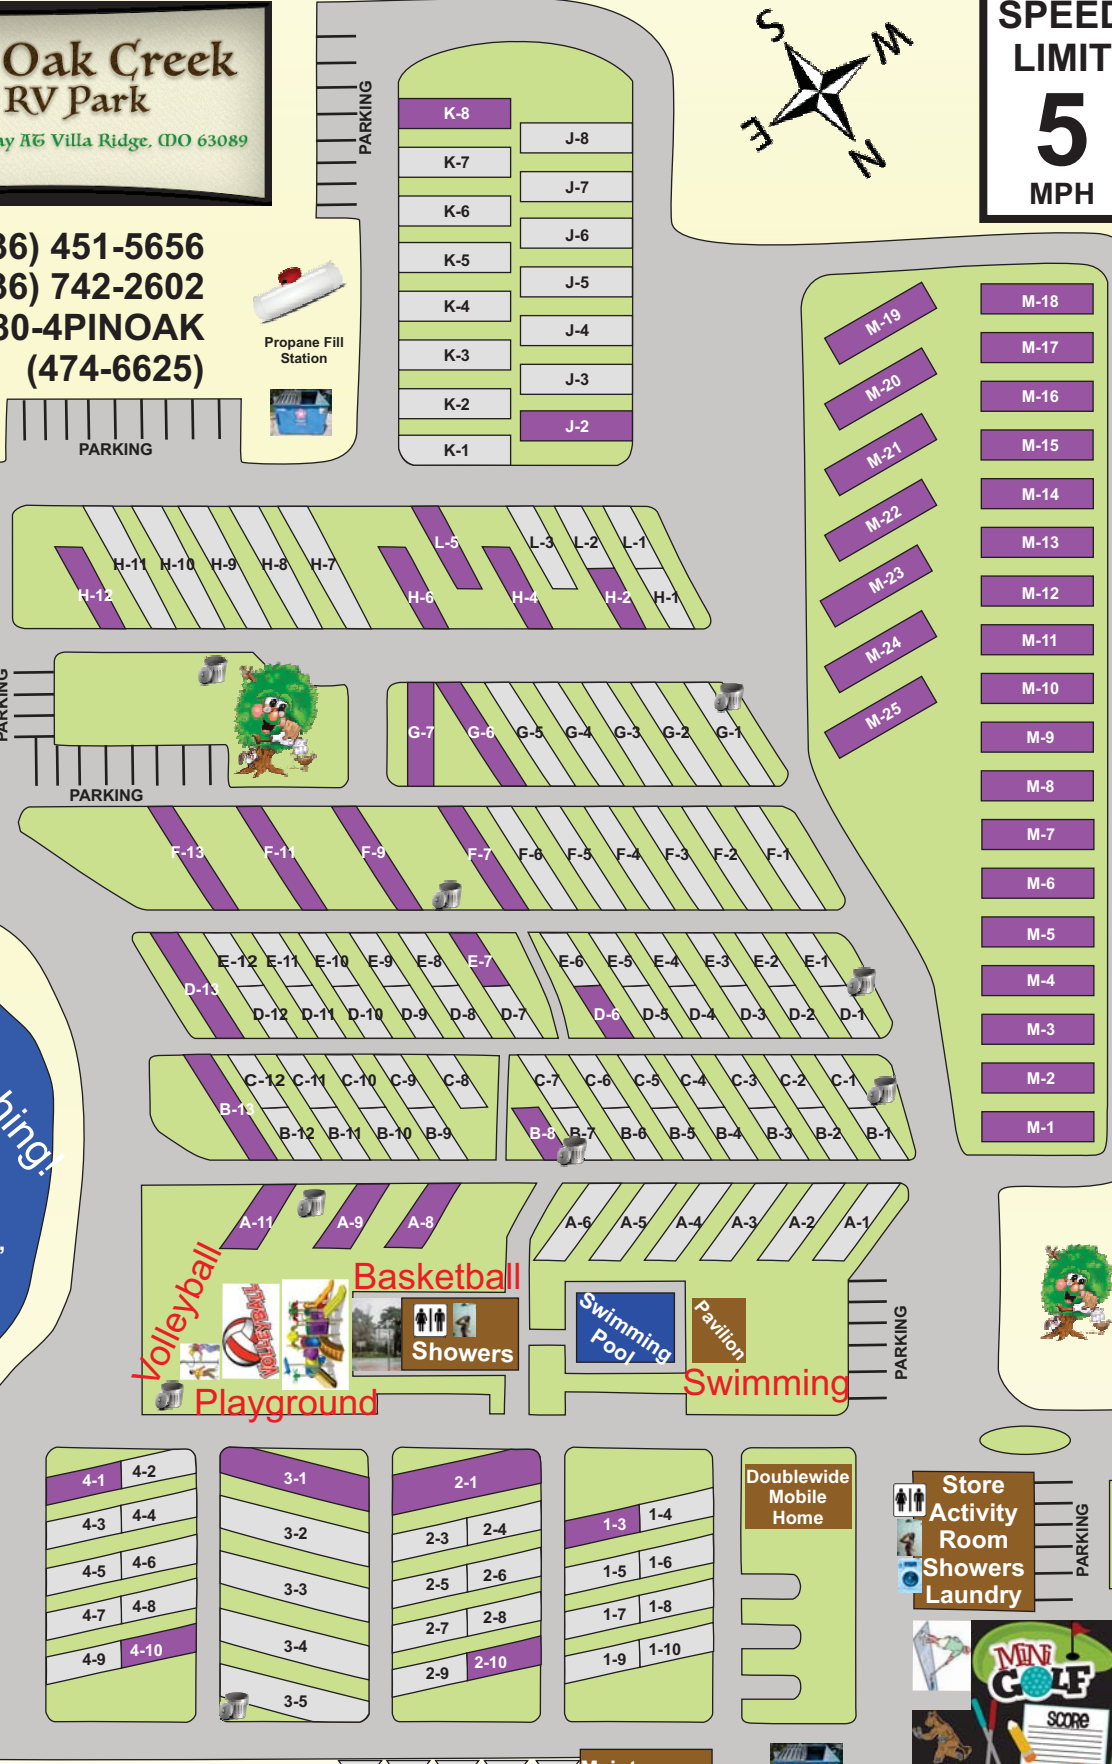 Oak Creek
RV Park
AT Villa Ridge, MO 63089
36) 451-5656
36) 742-2602
30-4PINOAK
(474-6625)
PARKING
Propane Fill
Station
PARKING
S
W
E
N
SPEED
LIMIT
5
MPH
K-8
J-8
K-7
J-7
K-6
J-6
K-5
J-5
K-4
J-4
K-3
J-3
K-2
J-2
K-1
M-19
M-20
M-21
M-22
M-23
M-24
M-25
M-18
M-17
M-16
M-15
M-14
M-13
M-12
M-11
M-10
M-9
M-8
M-7
M-6
M-5
M-4
M-3
M-2
M-1
L-5 L-3 L-2 L-1
H-11 H-10 H-9 H-8 H-7
H-12 H-6 H-4 H-2 H-1
PARKING
PARKING
G-7 G-6 G-5 G-4 G-3 G-2 G-1
F-13 F-11 F-9 F-7 F-6 F-5 F-4 F-3 F-2 F-1
E-12 E-11 E-10 E-9 E-8 E-7 E-6 E-5 E-4 E-3 E-2 E-1
D-13 D-12 D-11 D-10 D-9 D-8 D-7 D-6 D-5 D-4 D-3 D-2 D-1
hing!
C-12 C-11 C-10 C-9 C-8 C-7 C-6 C-5 C-4 C-3 C-2 C-1
B-13 B-12 B-11 B-10 B-9 B-8 B-7 B-6 B-5 B-4 B-3 B-2 B-1
A-11 A-9 A-8 A-6 A-5 A-4 A-3 A-2 A-1
Volleyball
VOLLEYBALL
Basketball
Showers
Playground
Swimming
Pool
Pavilion
Swimming
PARKING
4-1 4-2
4-3 4-4
4-5 4-6
4-7 4-8
4-9 4-10
3-1
3-2
3-3
3-4
3-5
2-1
2-3 2-4
2-5 2-6
2-7 2-8
2-9 2-10
1-3 1-4
1-5 1-6
1-7 1-8
1-9 1-10
Doublewide
Mobile
Home
Store
Activity
Room
Showers
Laundry
PARKING
MINI
GOLF
SCORE